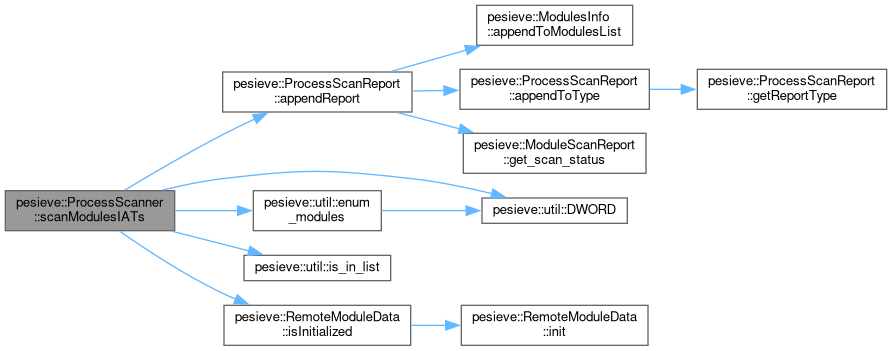 pesieve::ModulesInfo
::appendToModulesList
pesieve::ProcessScanReport
::appendReport
pesieve::ProcessScanReport
::appendToType
pesieve::ProcessScanReport
::getReportType
pesieve::ModuleScanReport
::get_scan_status
pesieve::ProcessScanner
::scanModulesIATs
pesieve::util::enum
_modules
pesieve::util::DWORD
pesieve::util::is_in_list
pesieve::RemoteModuleData
::isInitialized
pesieve::RemoteModuleData
::init